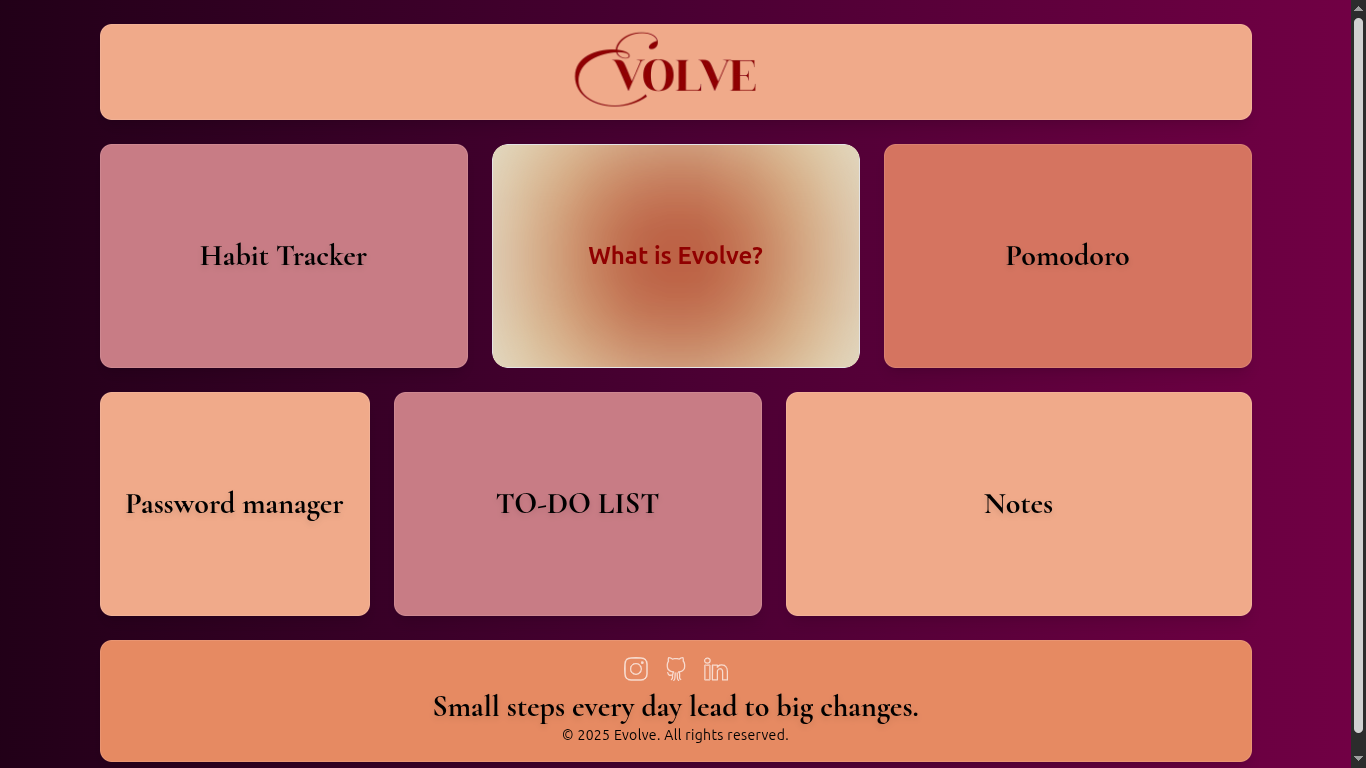 EVOLVE
Habit Tracker
What is Evolve?
Pomodoro
Password manager
TO-DO LIST
Notes
Small steps every day lead to big changes.
© 2025 Evolve. All rights reserved.